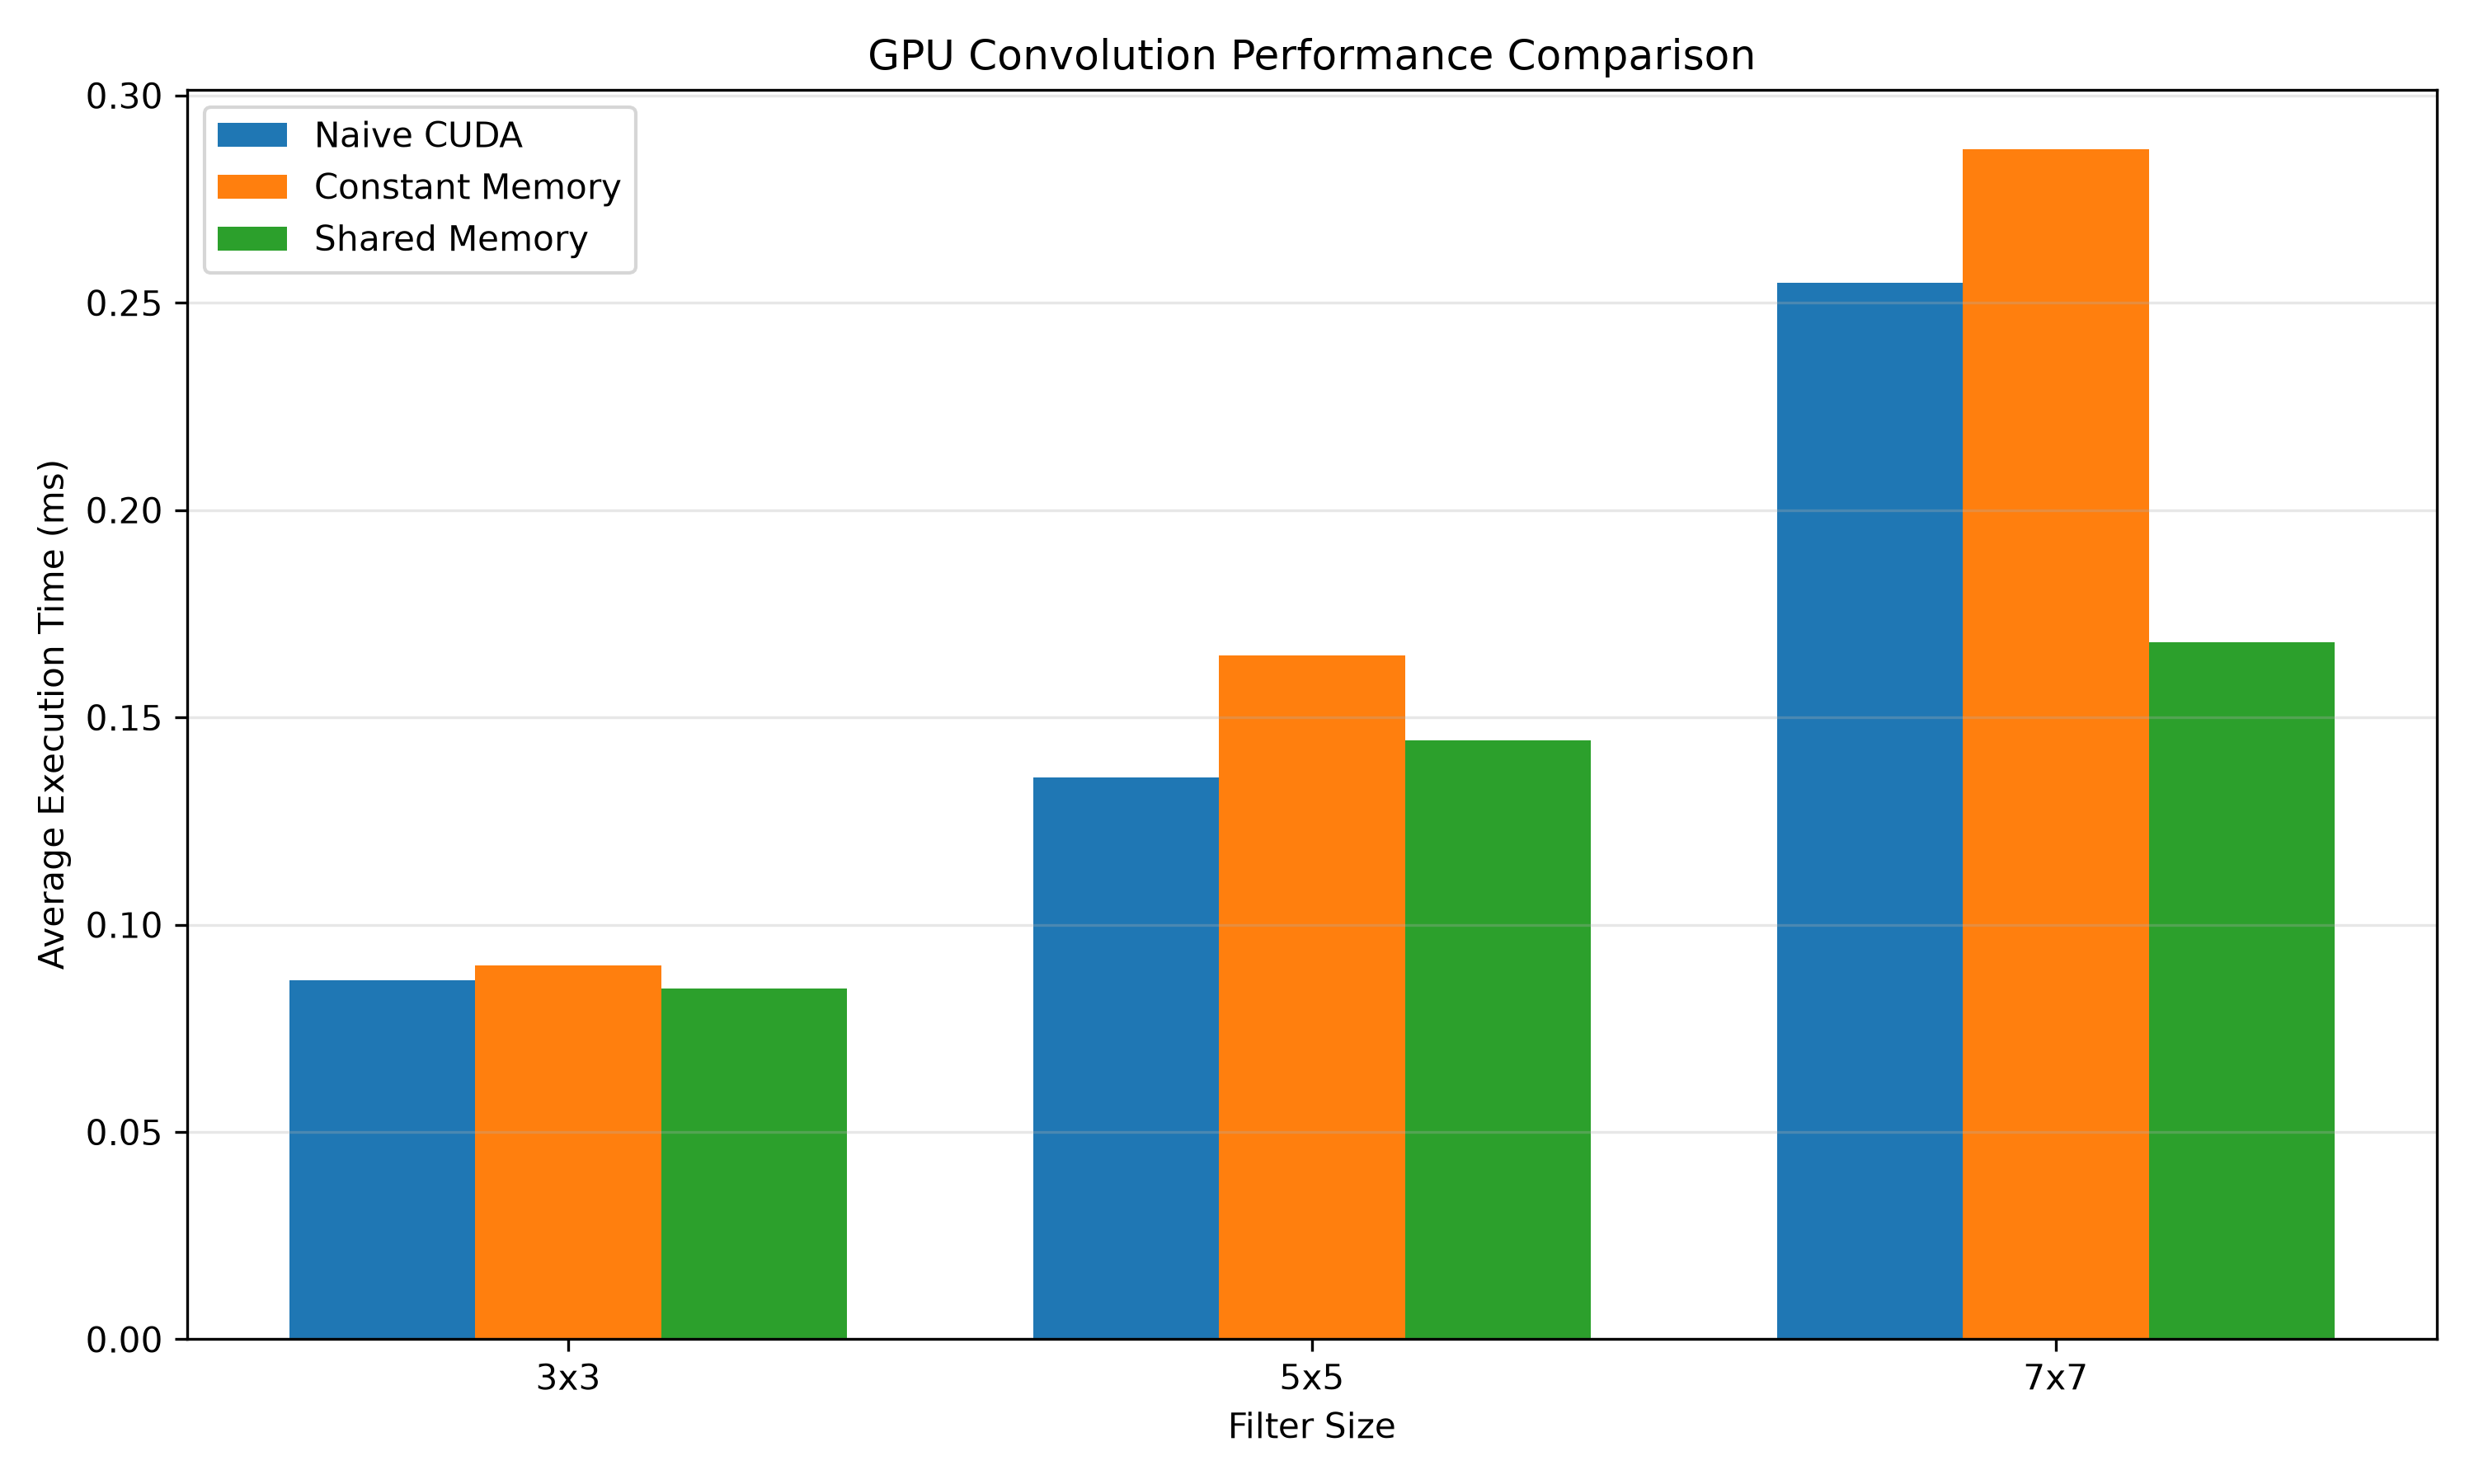 GPU Convolution Performance Comparison
Naive CUDA
Constant Memory
Shared Memory
Average Execution Time (ms)
0.30
0.25
0.20
0.15
0.10
0.05
0.00
3x3
5x5
7x7
Filter Size